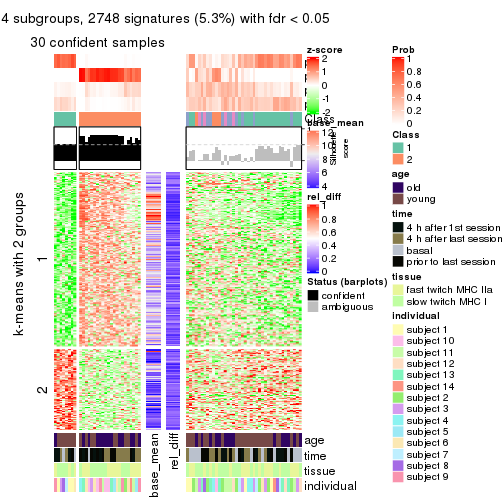 4 subgroups, 2748 signatures (5.3%) with fdr < 0.05
30 confident samples
k-means with 2 groups
1
2
Class
Silhouette
score
age
time
tissue
individual
base_mean
rel_diff
z-score
2
1
0
-1
-2
base_mean
12
10
8
6
4
rel_diff
1
0.8
0.6
0.4
0.2
0
Status (barplots)
confident
ambiguous
Prob
1
0.8
0.6
0.4
0.2
0
Class
1
2
age
old
young
time
4 h after 1st session
4 h after last session
basal
prior to last session
tissue
fast twitch MHC IIa
slow twitch MHC I
individual
subject 1
subject 10
subject 11
subject 12
subject 13
subject 14
subject 2
subject 3
subject 4
subject 5
subject 6
subject 7
subject 8
subject 9